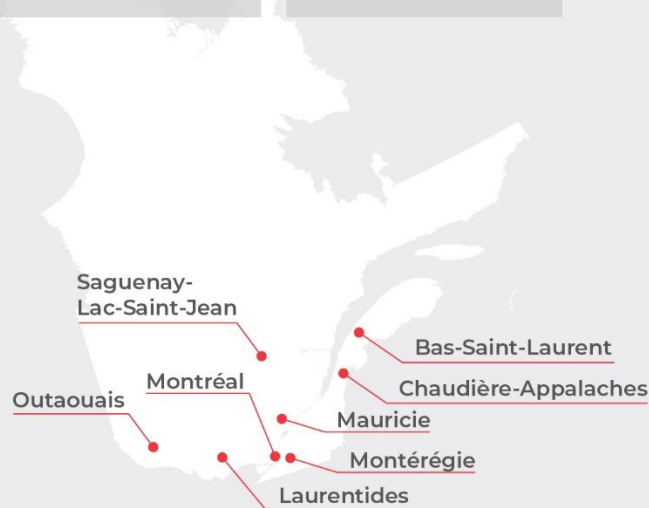 Saguenay-
Lac-Saint-Jean
Bas-Saint-Laurent
Montréal
Chaudière-Appalaches
Outaouais
Mauricie
Montérégie
Laurentides